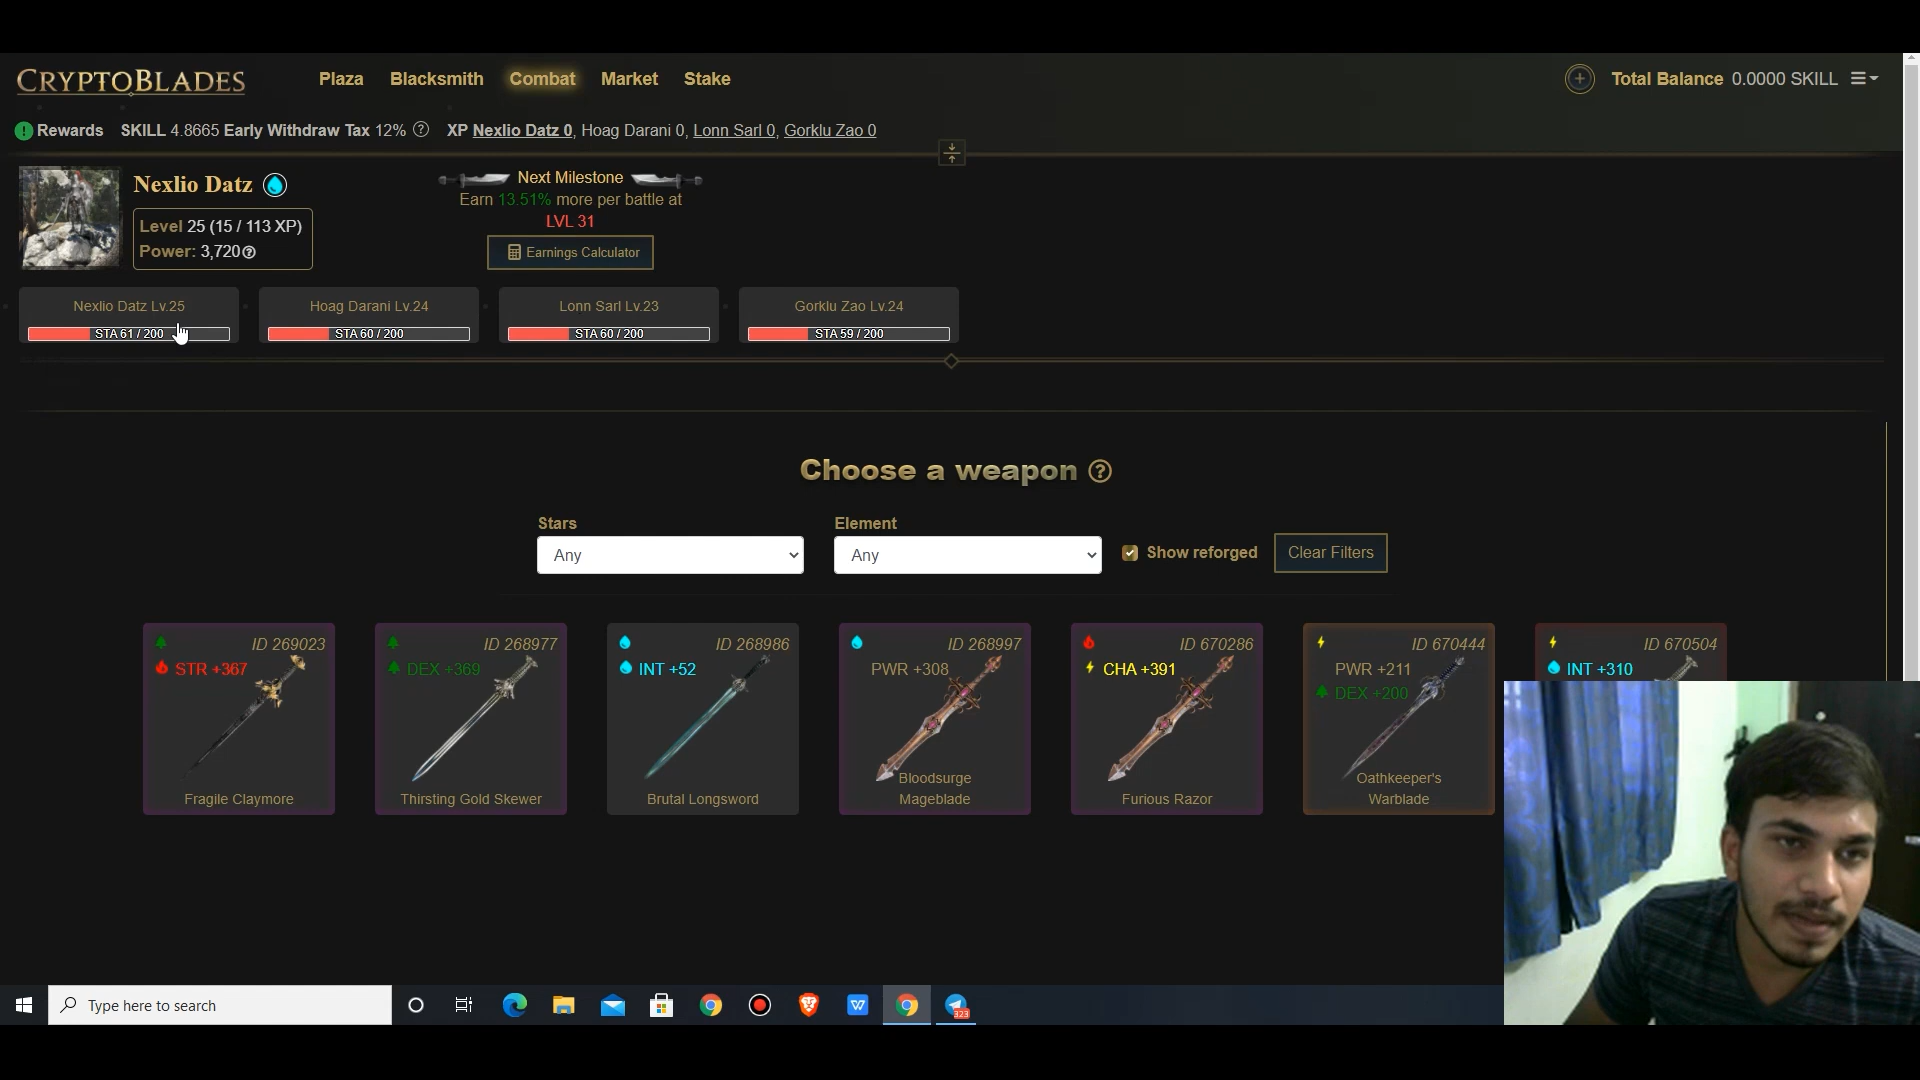 CRYPTOBLADES
Plaza Blacksmith Combat Market Stake
Total Balance 0.0000 SKILL
Rewards SKILL 4.8665 Early Withdraw Tax 12% XP Nexlio Datz 0, Hoag Darani 0, Lonn Sarl 0, Gorklu Zao 0
Nexlio Datz
Level 25 (15 / 113 XP)
Power: 3,720
Next Milestone
Earn 13.51% more per battle at
LVL 31
Earnings Calculator
Nexlio Datz Lv.25
STA 61 / 200
Hoag Darani Lv.24
STA 60 / 200
Lonn Sarl Lv.23
STA 60 / 200
Gorklu Zao Lv.24
STA 59 / 200
Choose a weapon
Stars
Any
Element
Any
Show reforged
Clear Filters
ID 269023
STR +367
Fragile Claymore
ID 268977
DEX +369
Thirsting Gold Skewer
ID 268986
INT +52
Brutal Longsword
ID 268997
PWR +308
Bloodsurge
Mageblade
ID 670286
CHA +391
Furious Razor
ID 670444
PWR +211
DEX +200
Oathkeeper's
Warblade
ID 670504
INT +310
Type here to search
323